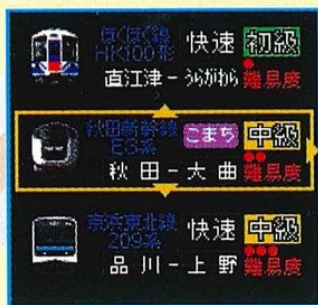 ほくほく線
HK100形 快速 初級
直江津－うらがわら 難易度
秋田新幹線
E3系 こまち 中級
秋田－大曲 難易度
京浜東北線
209系 快速 中級
品川－上野 難易度